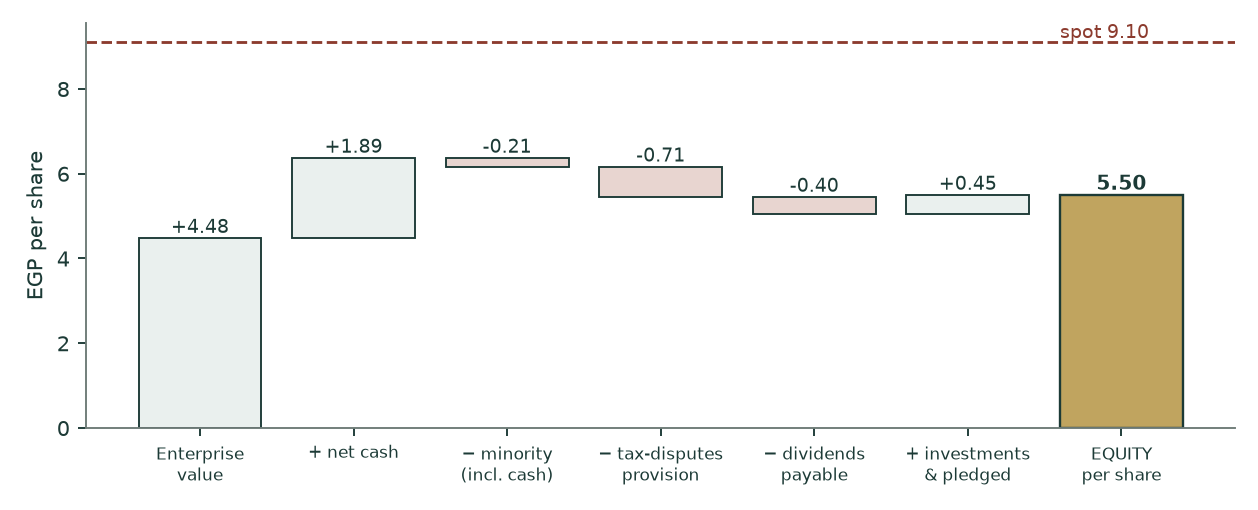 spot 9.10
EGP per share
8
6
4
2
0
+4.48
+1.89
-0.21
-0.71
-0.40
+0.45
5.50
Enterprise
value
+ net cash
− minority
(incl. cash)
− tax-disputes
provision
− dividends
payable
+ investments
& pledged
EQUITY
per share